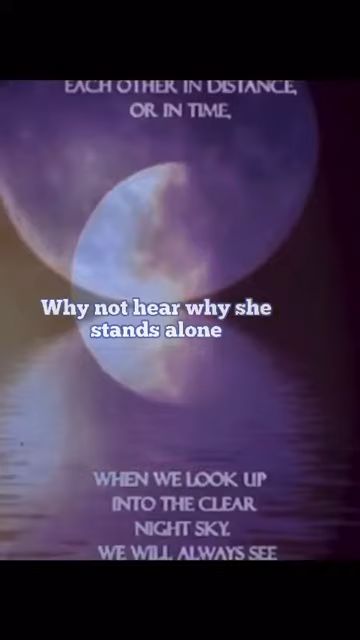 EACH OTHER IN DISTANCE,
OR IN TIME,
Why not hear why she
stands alone
WHEN WE LOOK UP
INTO THE CLEAR
NIGHT SKY.
WE WILL ALWAYS SEE